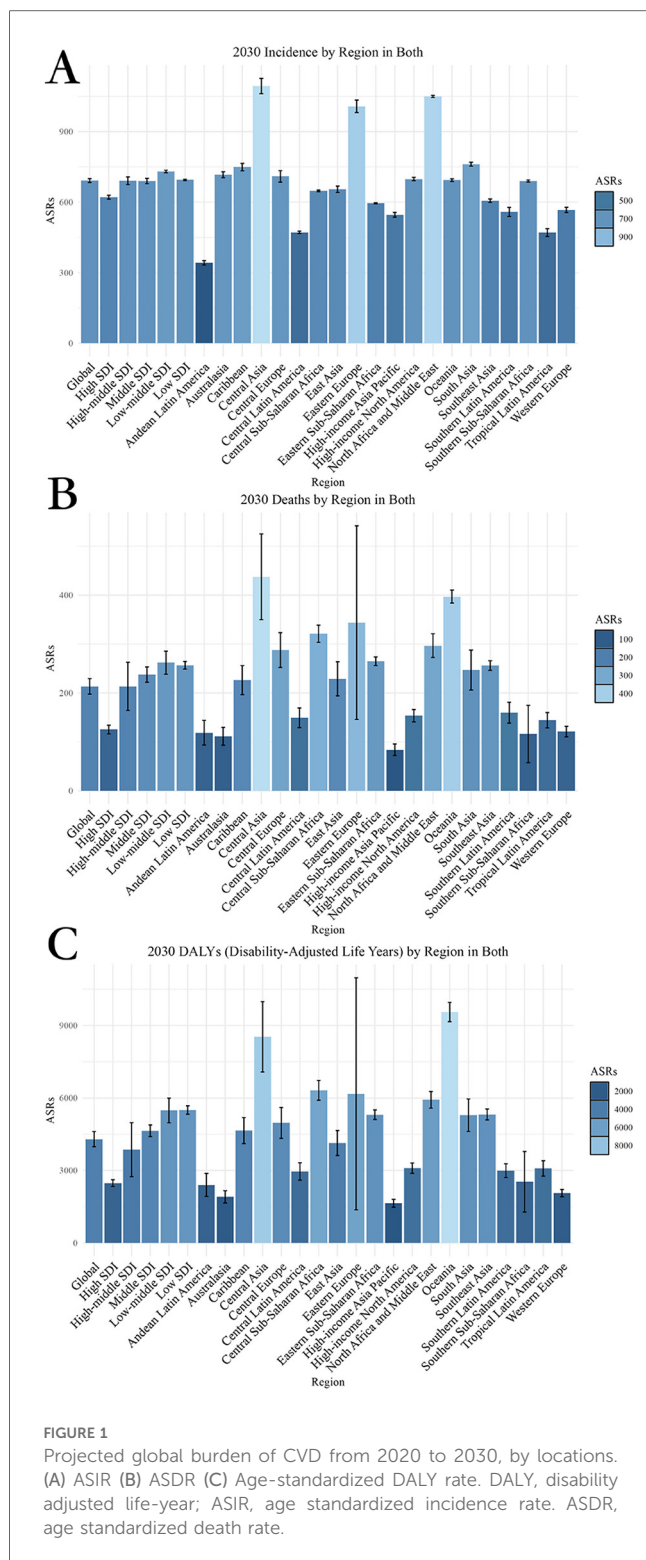 A
2030 Incidence by Region in Both
900
600
300
0
ASRs
ASRs
500
700
900
Global
High SDI
High-middle SDI
Middle SDI
Low-middle SDI
Low SDI
Andean Latin America
Australasia
Caribbean
Central Asia
Central Europe
Central Latin America
Central Sub-Saharan Africa
East Asia
Eastern Europe
Eastern Sub-Saharan Africa
High-income Asia Pacific
High-income North America
North Africa and Middle East
Oceania
South Asia
Southeast Asia
Southern Latin America
Southern Sub-Saharan Africa
Tropical Latin America
Western Europe
Region
B
2030 Deaths by Region in Both
400
200
0
ASRs
ASRs
100
200
300
400
Global
High SDI
High-middle SDI
Middle SDI
Low-middle SDI
Low SDI
Andean Latin America
Australasia
Caribbean
Central Asia
Central Europe
Central Latin America
Central Sub-Saharan Africa
East Asia
Eastern Europe
Eastern Sub-Saharan Africa
High-income Asia Pacific
High-income North America
North Africa and Middle East
Oceania
South Asia
Southeast Asia
Southern Latin America
Southern Sub-Saharan Africa
Tropical Latin America
Western Europe
Region
C
2030 DALYs (Disability-Adjusted Life Years) by Region in Both
9000
6000
3000
0
ASRs
ASRs
2000
4000
6000
8000
Global
High SDI
High-middle SDI
Middle SDI
Low-middle SDI
Low SDI
Andean Latin America
Australasia
Caribbean
Central Asia
Central Europe
Central Latin America
Central Sub-Saharan Africa
East Asia
Eastern Europe
Eastern Sub-Saharan Africa
High-income Asia Pacific
High-income North America
North Africa and Middle East
Oceania
South Asia
Southeast Asia
Southern Latin America
Southern Sub-Saharan Africa
Tropical Latin America
Western Europe
Region
FIGURE 1
Projected global burden of CVD from 2020 to 2030, by locations.
(A) ASIR (B) ASDR (C) Age-standardized DALY rate. DALY, disability
adjusted life-year; ASIR, age standardized incidence rate. ASDR,
age standardized death rate.